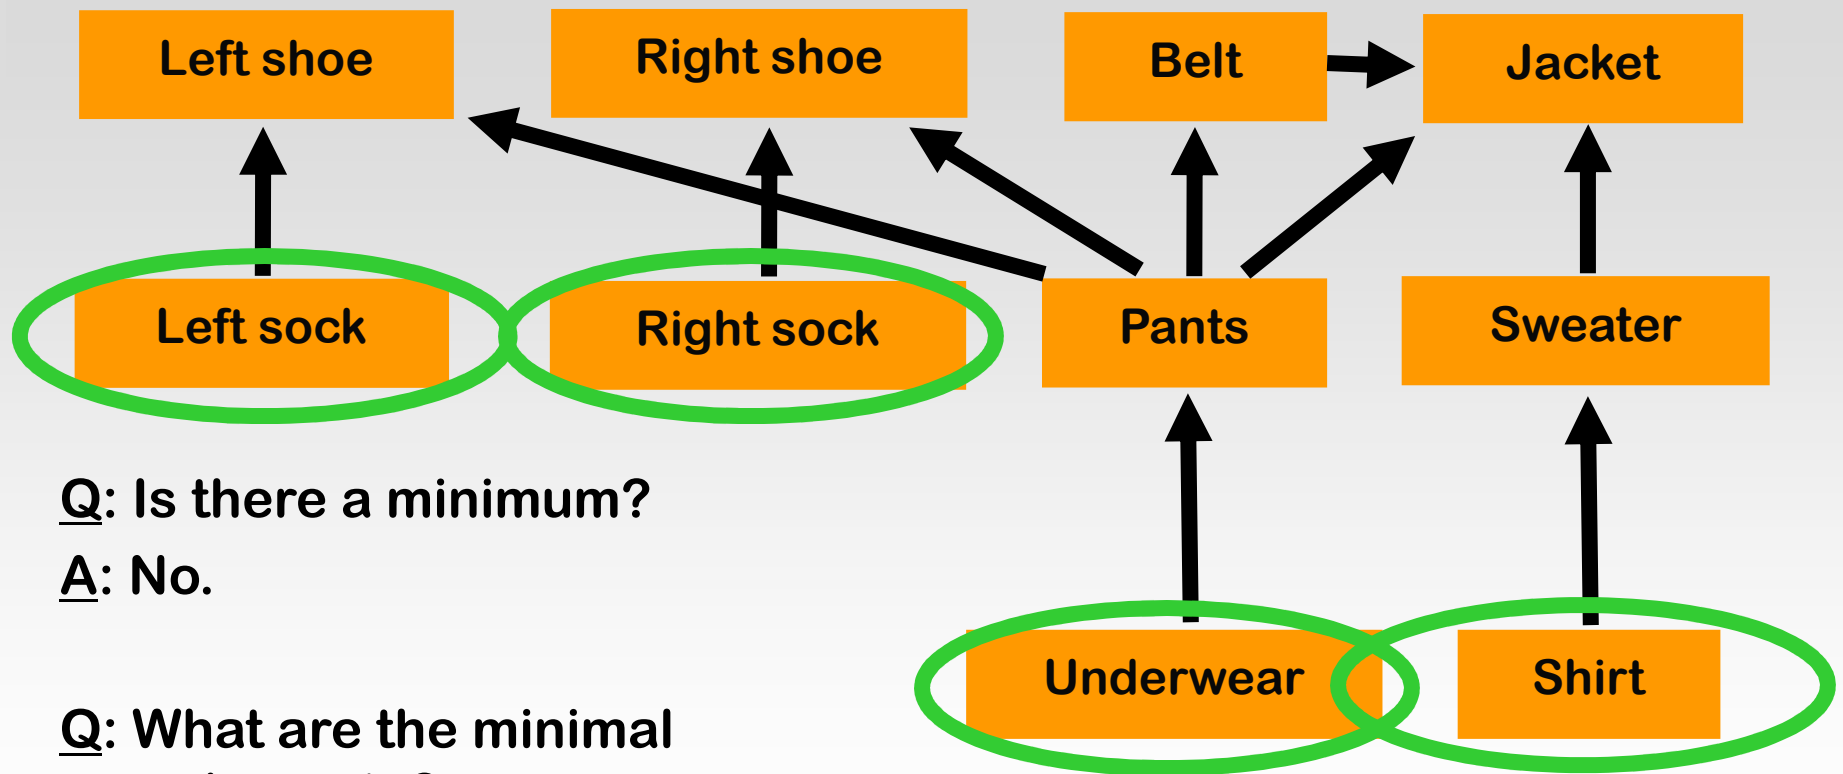 Left shoe
Right shoe
Belt
Jacket
Left sock
Right sock
Pants
Sweater
Q: Is there a minimum?
A: No.
Underwear
Shirt
Q: What are the minimal